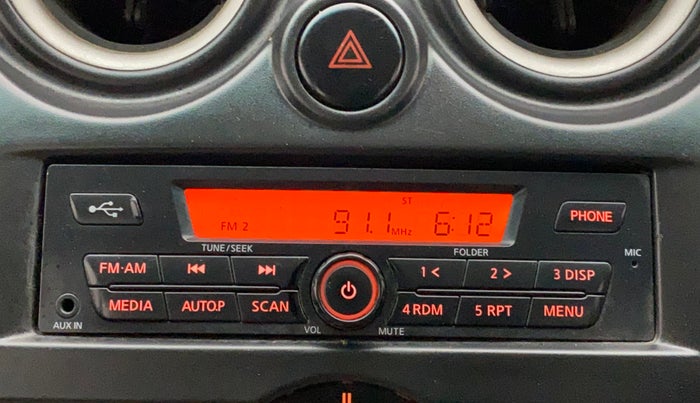 ST
FM 2 91.1 MHz 6:12
PHONE
TUNE/SEEK FOLDER MIC
FM·AM 1 < 2 > 3 DISP
MEDIA AUTO.P SCAN 4 RDM 5 RPT MENU
AUX IN VOL MUTE